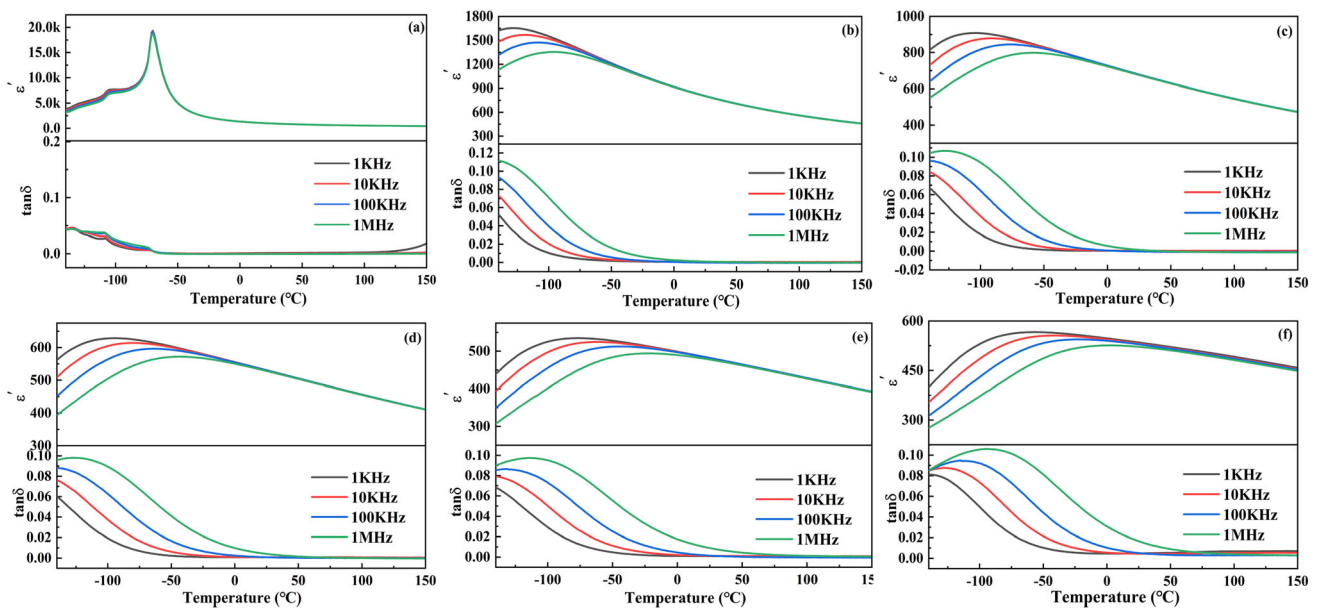 (a)
20.0k
15.0k
10.0k
5.0k
0.0
ε′
0.2
0.1
0.0
tanδ
1KHz
10KHz
100KHz
1MHz
-100 -50 0 50 100 150
Temperature (℃)
(b)
1800
1500
1200
900
600
300
ε′
0.12
0.10
0.08
0.06
0.04
0.02
0.00
tanδ
1KHz
10KHz
100KHz
1MHz
-100 -50 0 50 100 150
Temperature (℃)
(c)
1000
800
600
400
ε′
0.10
0.08
0.06
0.04
0.02
0.00
-0.02
tanδ
1KHz
10KHz
100KHz
1MHz
-100 -50 0 50 100 150
Temperature (℃)
(d)
600
500
400
300
ε′
0.10
0.08
0.06
0.04
0.02
0.00
tanδ
1KHz
10KHz
100KHz
1MHz
-100 -50 0 50 100 150
Temperature (℃)
(e)
500
400
300
ε′
0.10
0.08
0.06
0.04
0.02
0.00
tanδ
1KHz
10KHz
100KHz
1MHz
-100 -50 0 50 100 150
Temperature (℃)
(f)
600
450
300
ε′
0.10
0.08
0.06
0.04
0.02
0.00
tanδ
1KHz
10KHz
100KHz
1MHz
-100 -50 0 50 100 150
Temperature (℃)